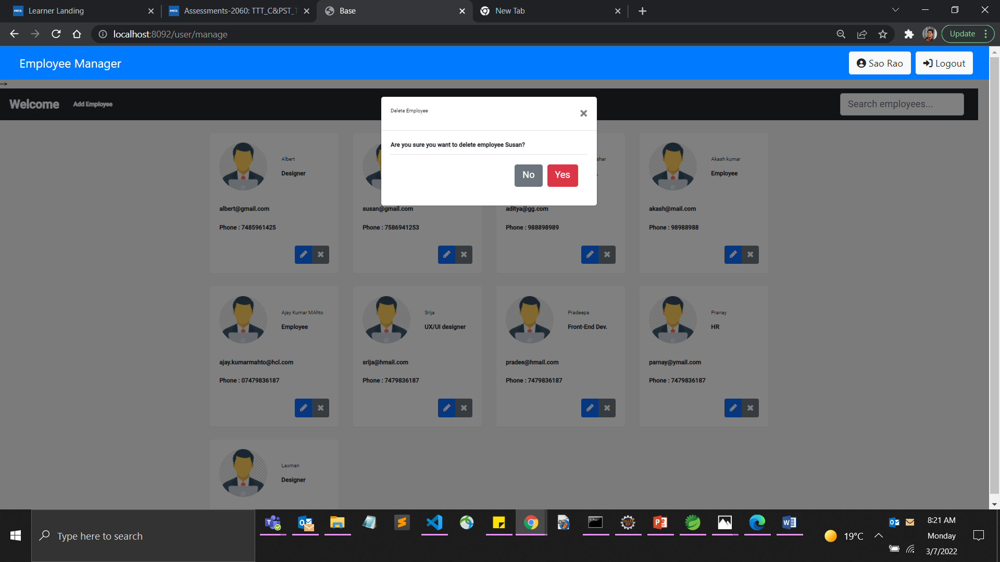 Learner Landing
Assessments-2060: TTT_C&PST_T
Base
New Tab
localhost:8092/user/manage
Update
Employee Manager
Sao Rao
Logout
-->
Welcome
Add Employee
Search employees...
Delete Employee
Are you sure you want to delete employee Susan?
No
Yes
Albert
Designer
albert@gmail.com
Phone : 7485961425
susan@gmail.com
Phone : 7586941253
shar
aditya@gg.com
Phone : 988898989
Akash kumar
Employee
akash@mail.com
Phone : 98988988
Ajay Kumar MAhto
Employee
ajay.kumarmahto@hcl.com
Phone : 07479836187
Srija
UX/UI designer
srija@hmail.com
Phone : 7479836187
Pradeepa
Front-End Dev.
pradee@hmail.com
Phone : 7479836187
Pranay
HR
parnay@ymail.com
Phone : 7479836187
Laxman
Designer
Type here to search
19°C
8:21 AM
Monday
3/7/2022